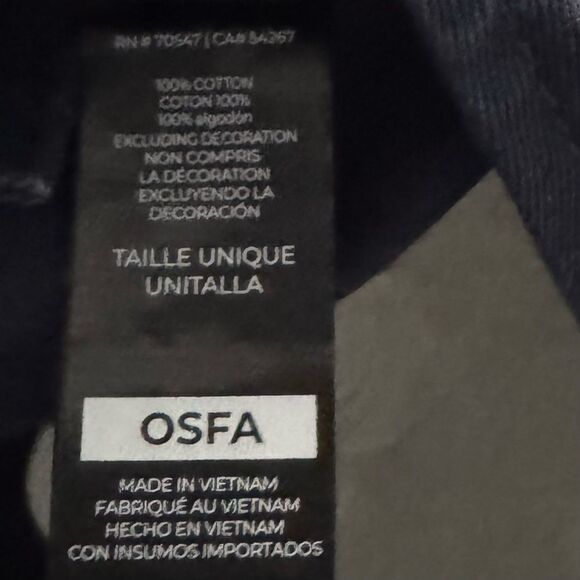 RN # 70547 | CA# 54267
100% COTTON
COTON 100%
100% algodón
EXCLUDING DECORATION
NON COMPRIS
LA DÉCORATION
EXCLUYENDO LA
DECORACIÓN
TAILLE UNIQUE
UNITALLA
OSFA
MADE IN VIETNAM
FABRIQUÉ AU VIETNAM
HECHO EN VIETNAM
CON INSUMOS IMPORTADOS